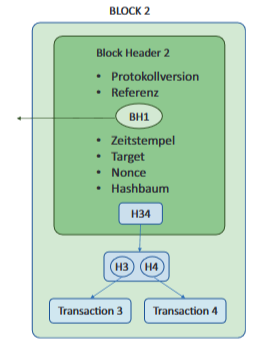 BLOCK 2
Block Header 2
• Protokollversion
• Referenz
BH1
• Zeitstempel
• Target
• Nonce
• Hashbaum
H34
H3 H4
Transaction 3 Transaction 4